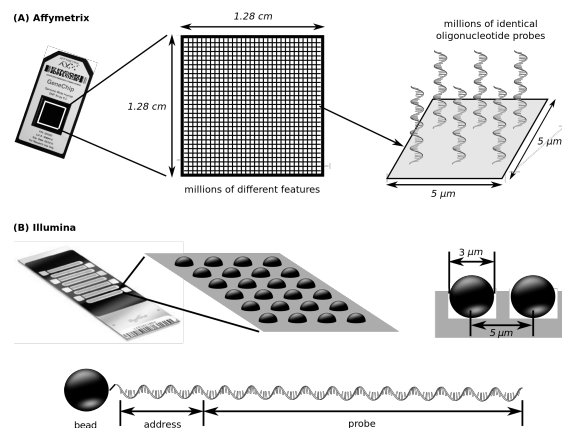 (A) Affymetrix
1.28 cm
1.28 cm
millions of different features
millions of identical
oligonucleotide probes
5 μm
5 μm
GeneChip
(B) Illumina
3 μm
5 μm
bead
address
probe